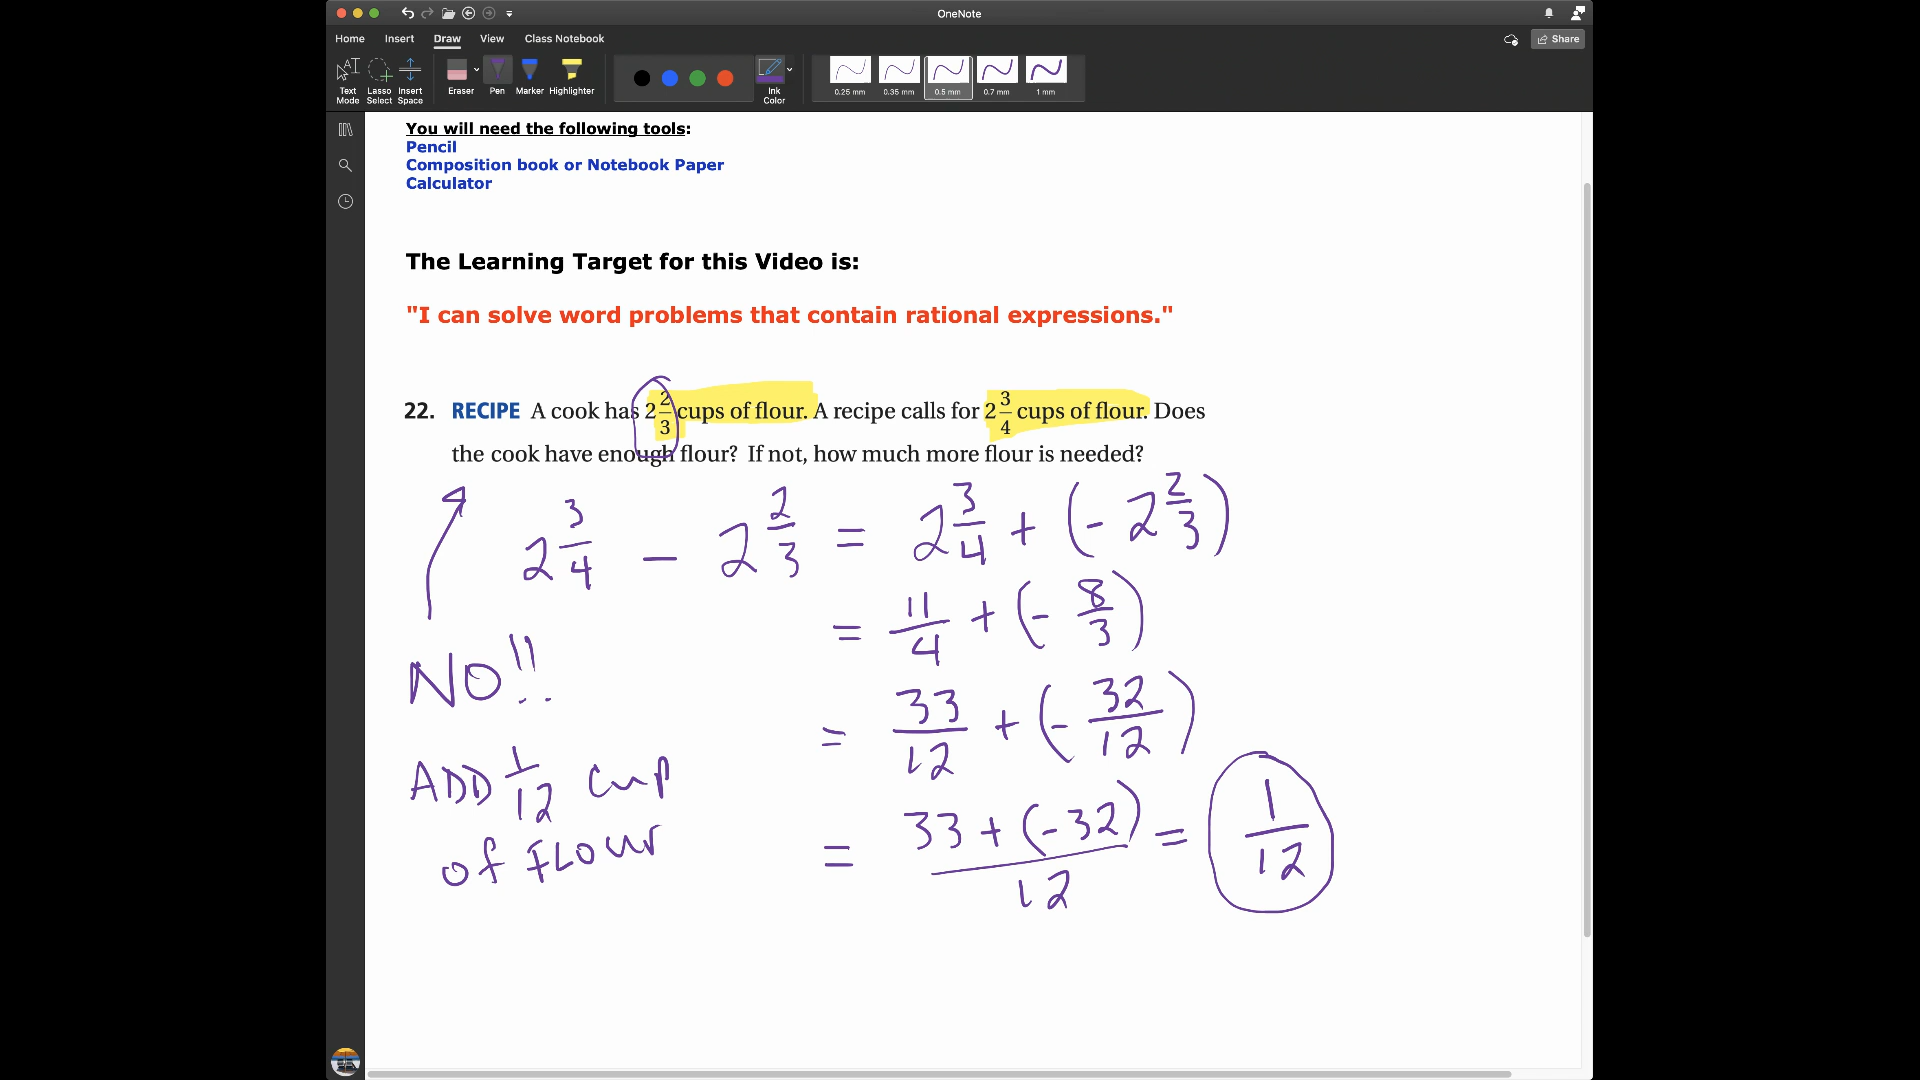 OneNote
Home Insert Draw View Class Notebook
Share
Text Mode Lasso Select Insert Space Eraser Pen Marker Highlighter Ink Color 0.25 mm 0.35 mm 0.5 mm 0.7 mm 1 mm
You will need the following tools:
Pencil
Composition book or Notebook Paper
Calculator
The Learning Target for this Video is:
"I can solve word problems that contain rational expressions."
22. RECIPE A cook has 2 2/3 cups of flour. A recipe calls for 2 3/4 cups of flour. Does
the cook have enough flour? If not, how much more flour is needed?
2 3/4 - 2 2/3 = 2 3/4 + (- 2 2/3)
= 11/4 + (- 8/3)
NO!!
= 33/12 + (- 32/12)
ADD 1/12 cup
of FLOUR
= 33 + (-32)/12 = 1/12